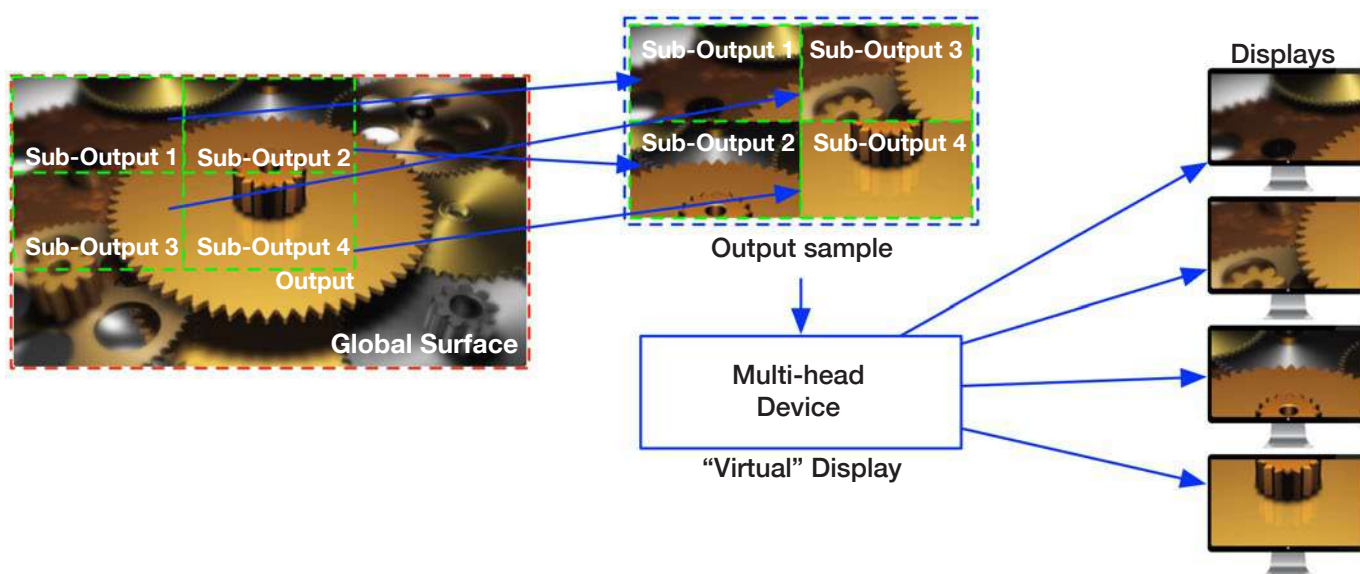 Sub-Output 1
Sub-Output 2
Sub-Output 3
Sub-Output 4
Output
Global Surface
Sub-Output 1
Sub-Output 3
Sub-Output 2
Sub-Output 4
Output sample
Multi-head
Device
“Virtual” Display
Displays